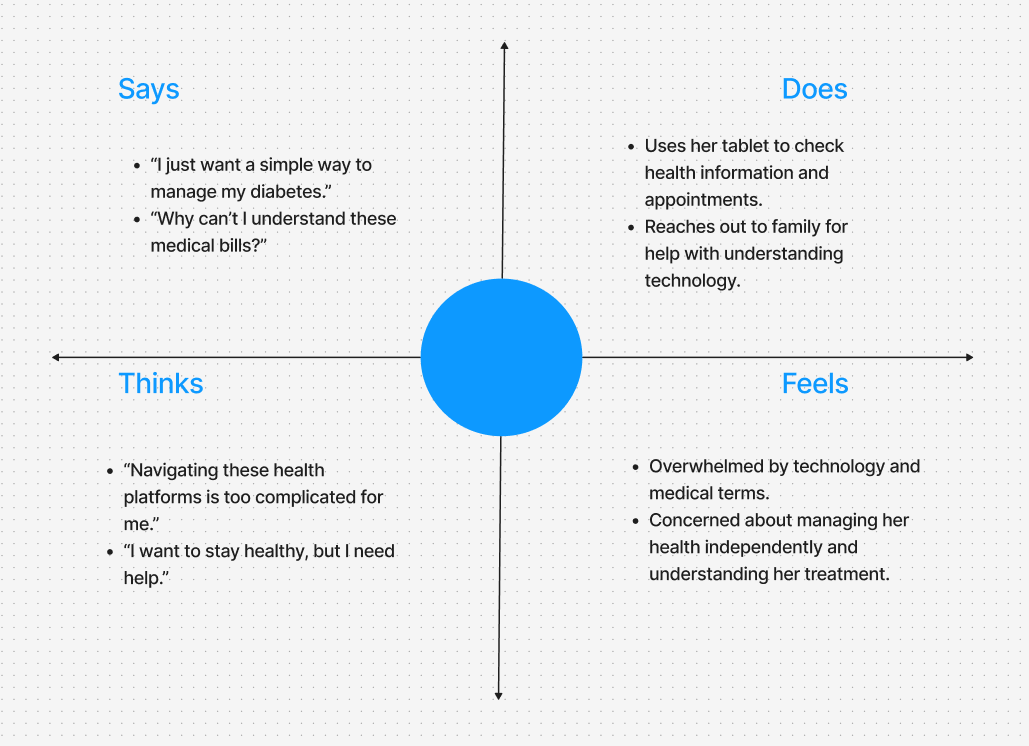 Says
• “I just want a simple way to
manage my diabetes.”
• “Why can’t I understand these
medical bills?”
Does
• Uses her tablet to check
health information and
appointments.
• Reaches out to family for
help with understanding
technology.
Thinks
• “Navigating these health
platforms is too complicated for
me.”
• “I want to stay healthy, but I need
help.”
Feels
• Overwhelmed by technology and
medical terms.
• Concerned about managing her
health independently and
understanding her treatment.